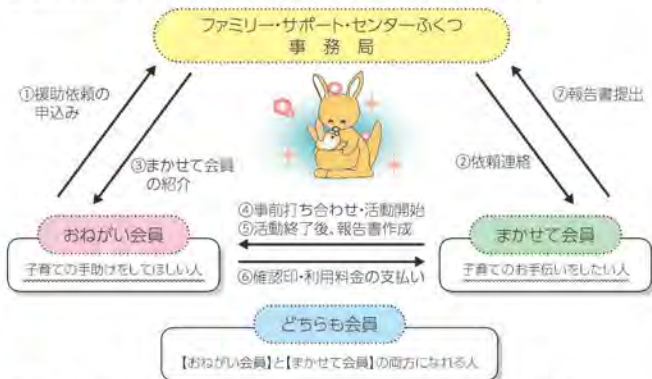 ファミリー・サポート・センターふくつ
事務局
①援助依頼の
申込み
⑦報告書提出
③まかせて会員
の紹介
②依頼連絡
④事前打ち合わせ・活動開始
⑤活動終了後、報告書作成
おねがい会員
まかせて会員
子育ての手助けをしてほしい人
⑥確認印・利用料金の支払い
子育てのお手伝いをしたい人
どちらも会員
【おねがい会員】と【まかせて会員】の両方になれる人